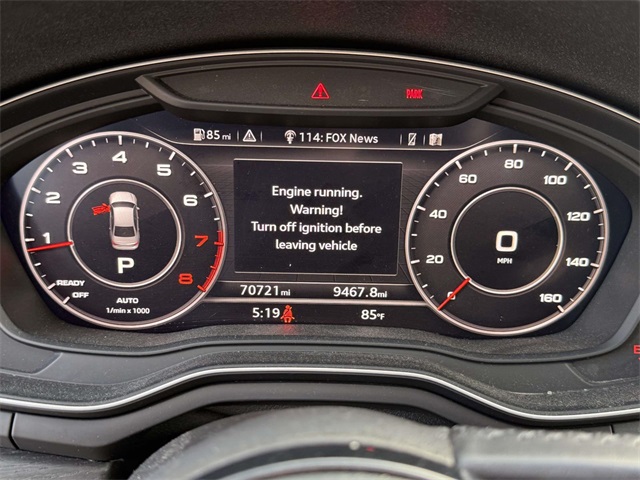 PARK
85 mi
114: FOX News
Engine running.
Warning!
Turn off ignition before
leaving vehicle
1
2
3
4
5
6
7
8
READY
OFF
P
AUTO
1/min x 1000
0
20
40
60
80
100
120
140
160
0
MPH
70721 mi
9467.8 mi
5:19
85°F